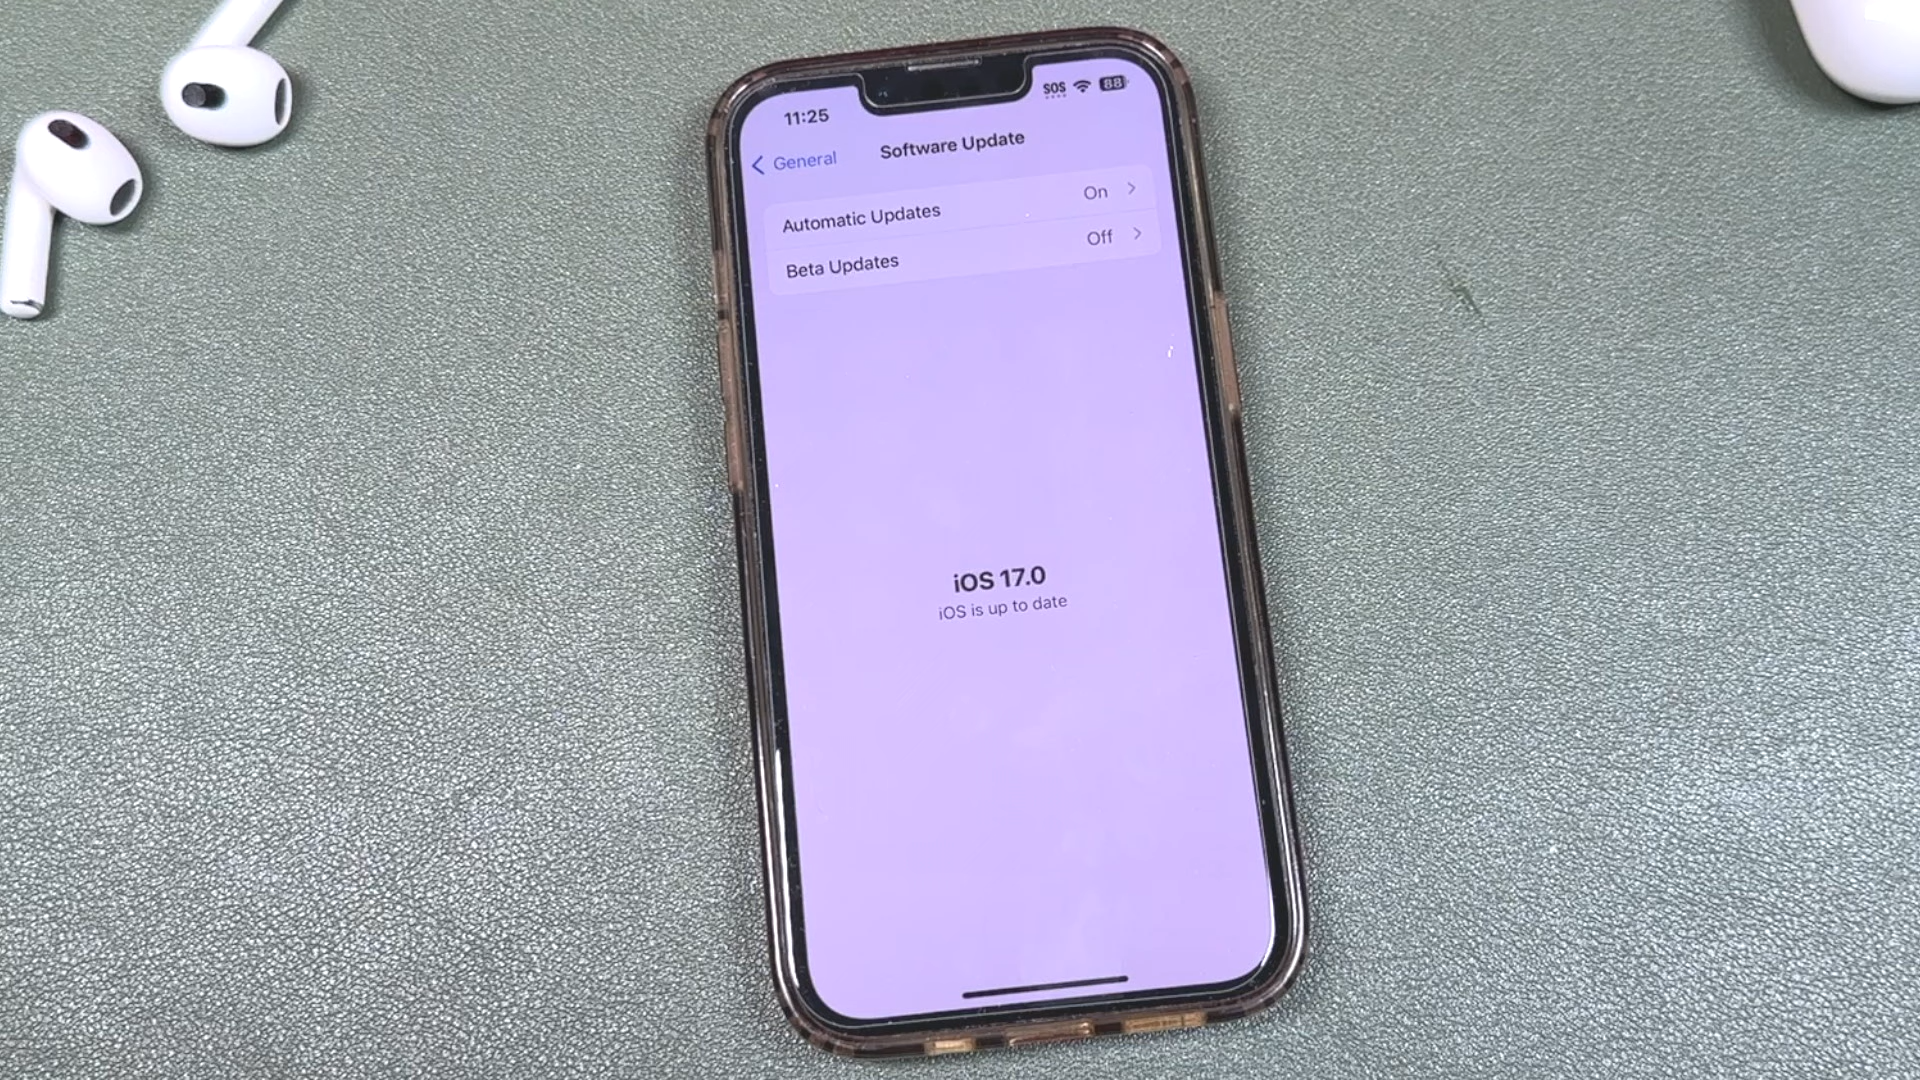 11:25
SOS 88
General
Software Update
Automatic Updates On
Beta Updates Off
iOS 17.0
iOS is up to date